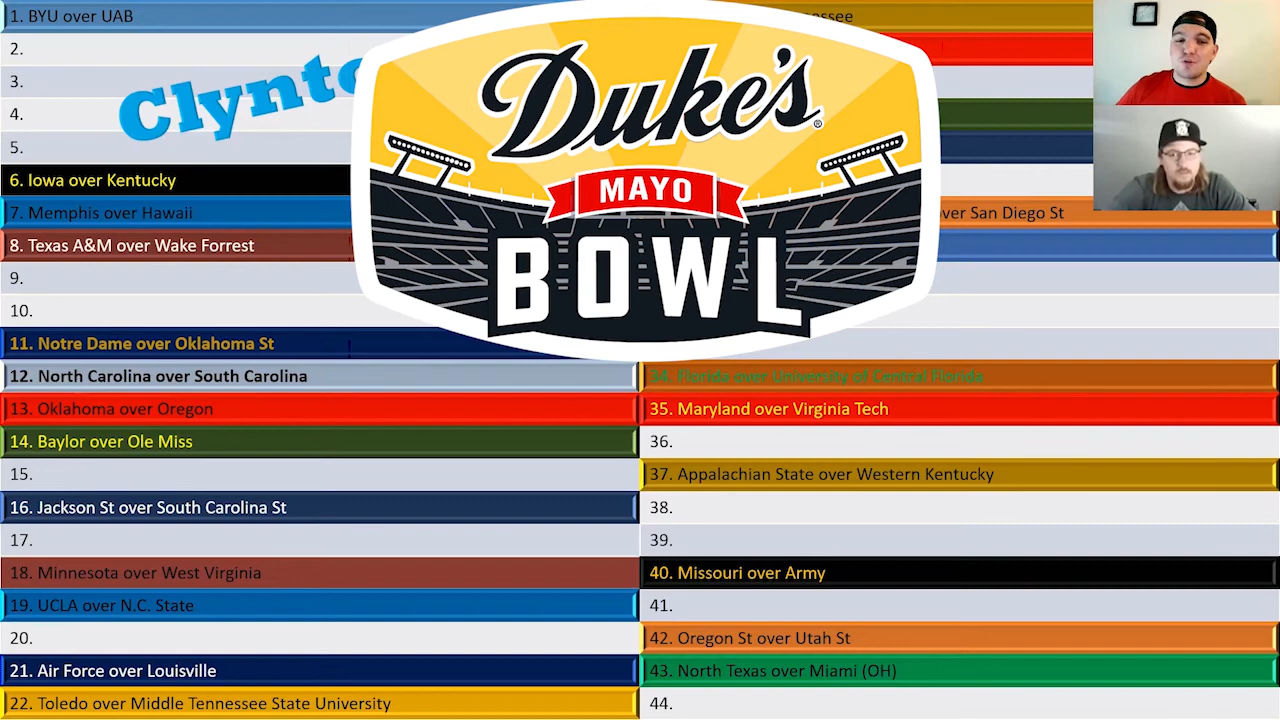 1. BYU over UAB
2.
3.
4.
5.
6. Iowa over Kentucky
7. Memphis over Hawaii
8. Texas A&M over Wake Forrest
9.
10.
11. Notre Dame over Oklahoma St
12. North Carolina over South Carolina
13. Oklahoma over Oregon
14. Baylor over Ole Miss
15.
16. Jackson St over South Carolina St
17.
18. Minnesota over West Virginia
19. UCLA over N.C. State
20.
21. Air Force over Louisville
22. Toledo over Middle Tennessee State University
Clynto
Duke's®
MAYO
BOWL
over San Diego St
34. Florida over University of Central Florida
35. Maryland over Virginia Tech
36.
37. Appalachian State over Western Kentucky
38.
39.
40. Missouri over Army
41.
42. Oregon St over Utah St
43. North Texas over Miami (OH)
44.